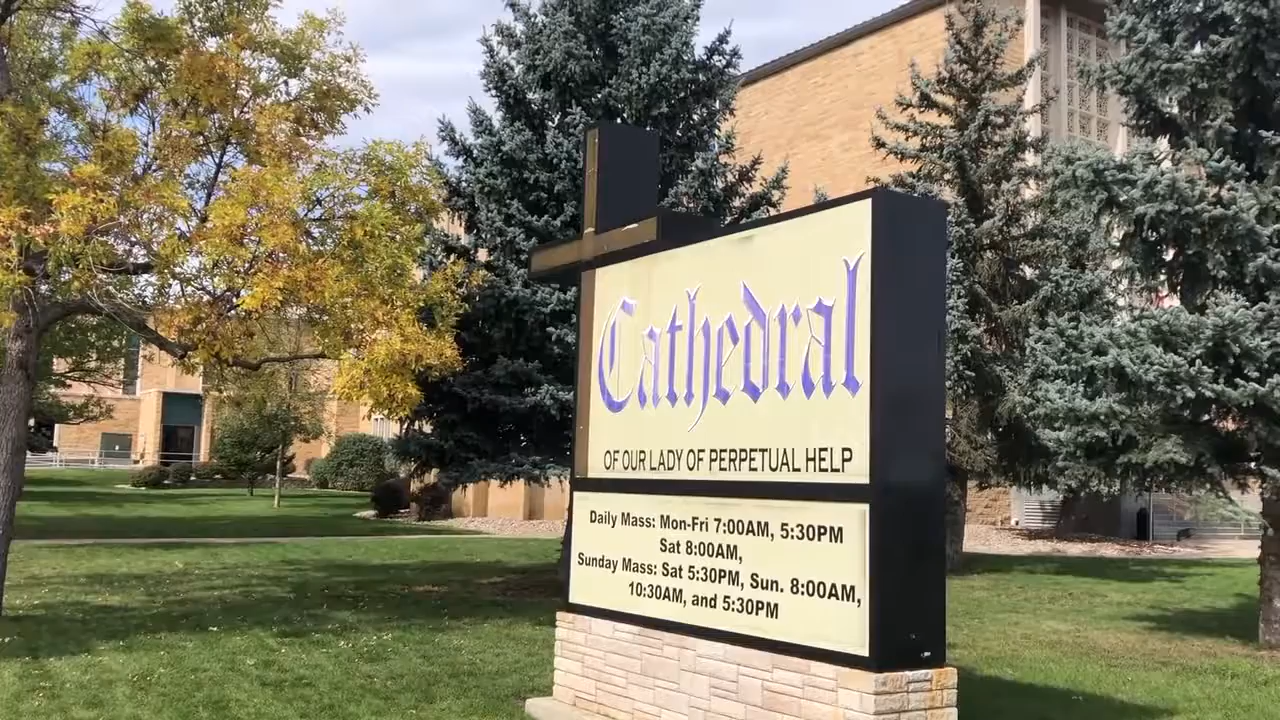 Cathedral
OF OUR LADY OF PERPETUAL HELP
Daily Mass: Mon-Fri 7:00AM, 5:30PM
Sat 8:00AM,
Sunday Mass: Sat 5:30PM, Sun. 8:00AM,
10:30AM, and 5:30PM